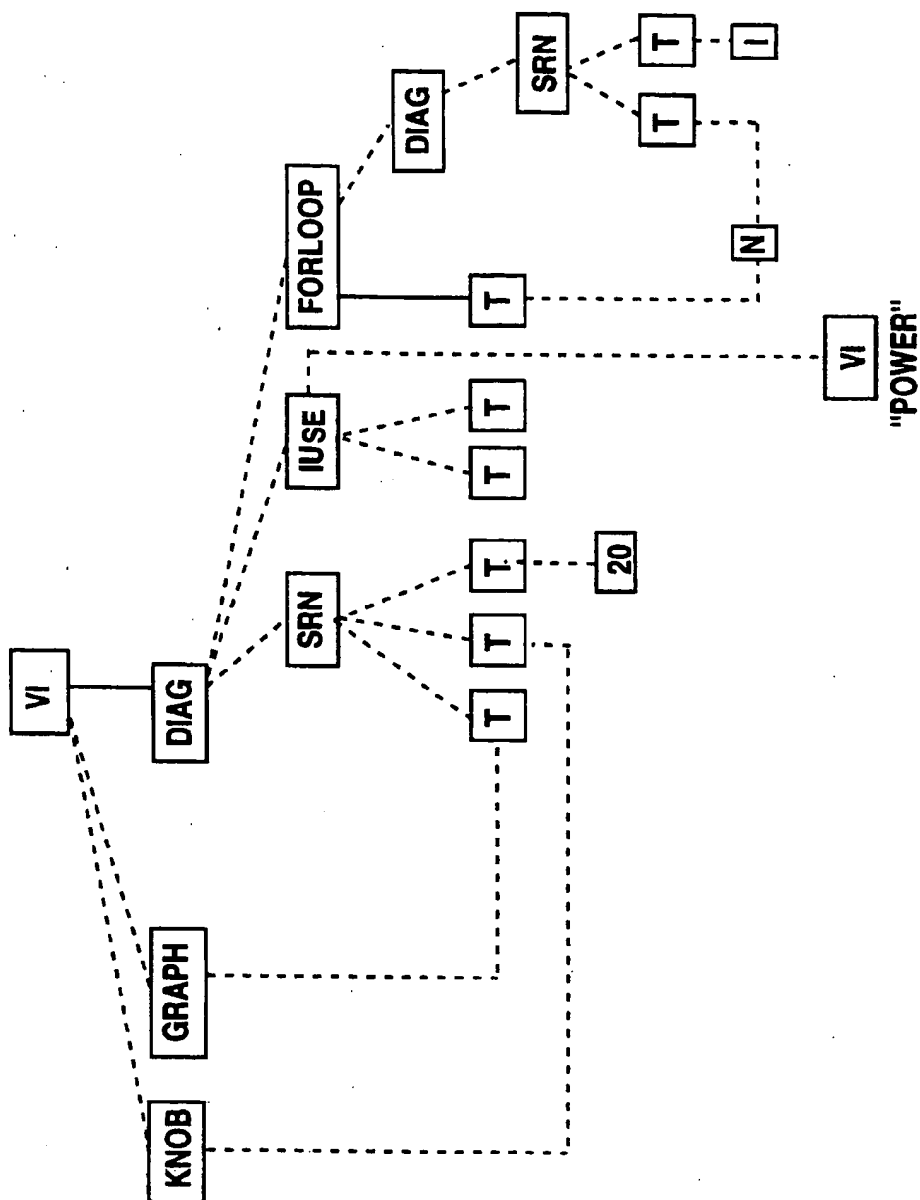 VI
KNOB
GRAPH
DIAG
SRN
IUSE
FORLOOP
DIAG
T
T
T
T
T
T
SRN
20
T
T
N
I
VI
"POWER"